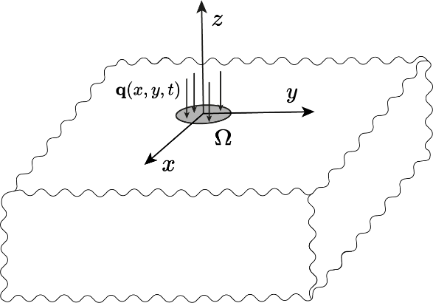 z
q(x, y, t)
y
Ω
x